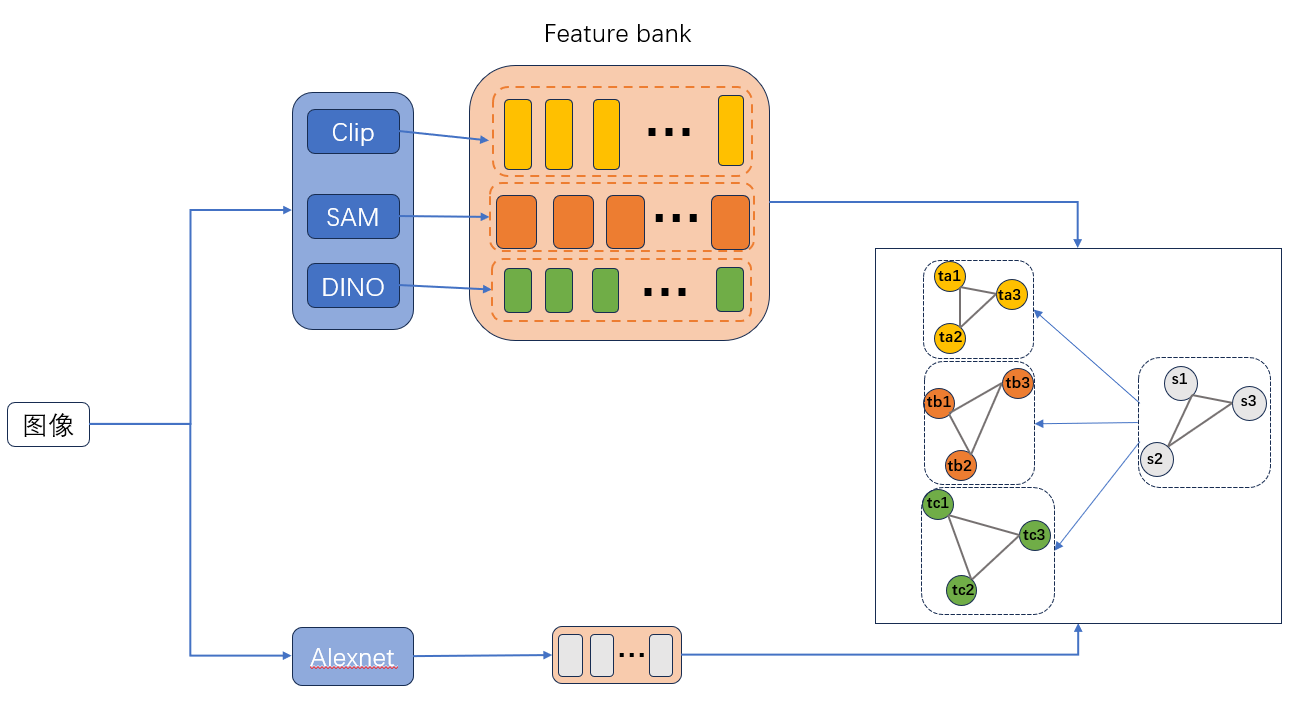 Feature bank
Clip
SAM
DINO
图像
Alexnet
ta1
ta3
ta2
tb3
tb1
tb2
tc1
tc3
tc2
s1
s3
s2